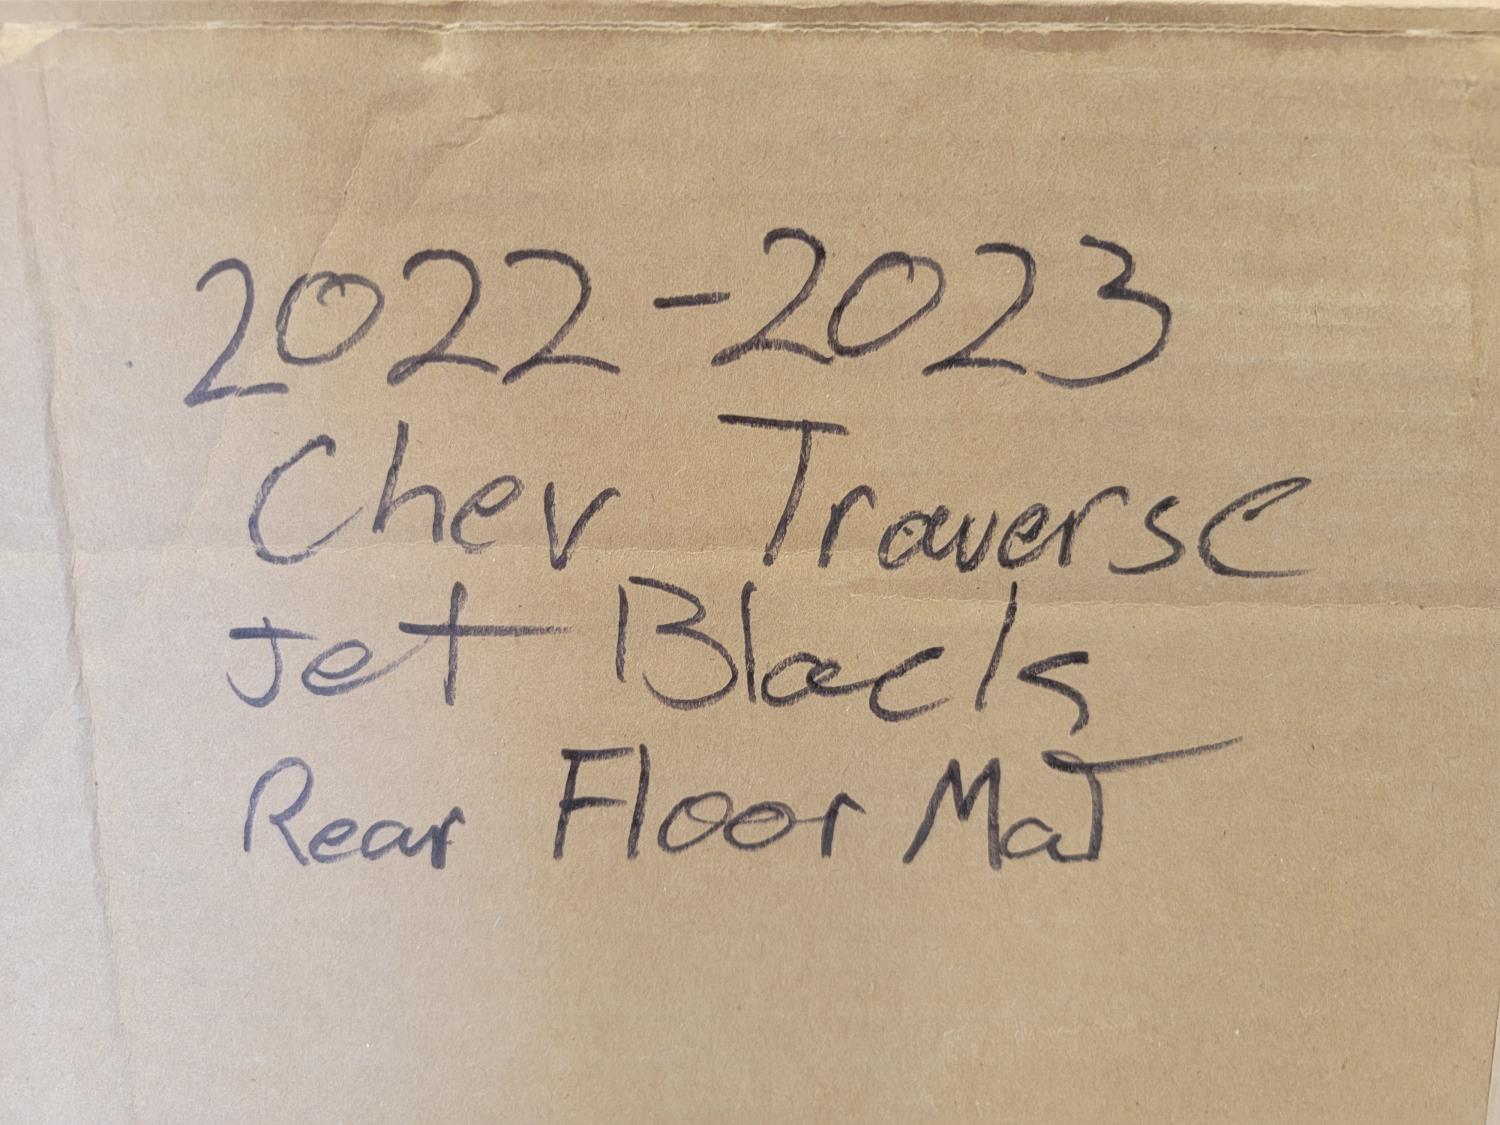 2022-2023
Chev Traverse
Jet Black
Rear Floor Mat